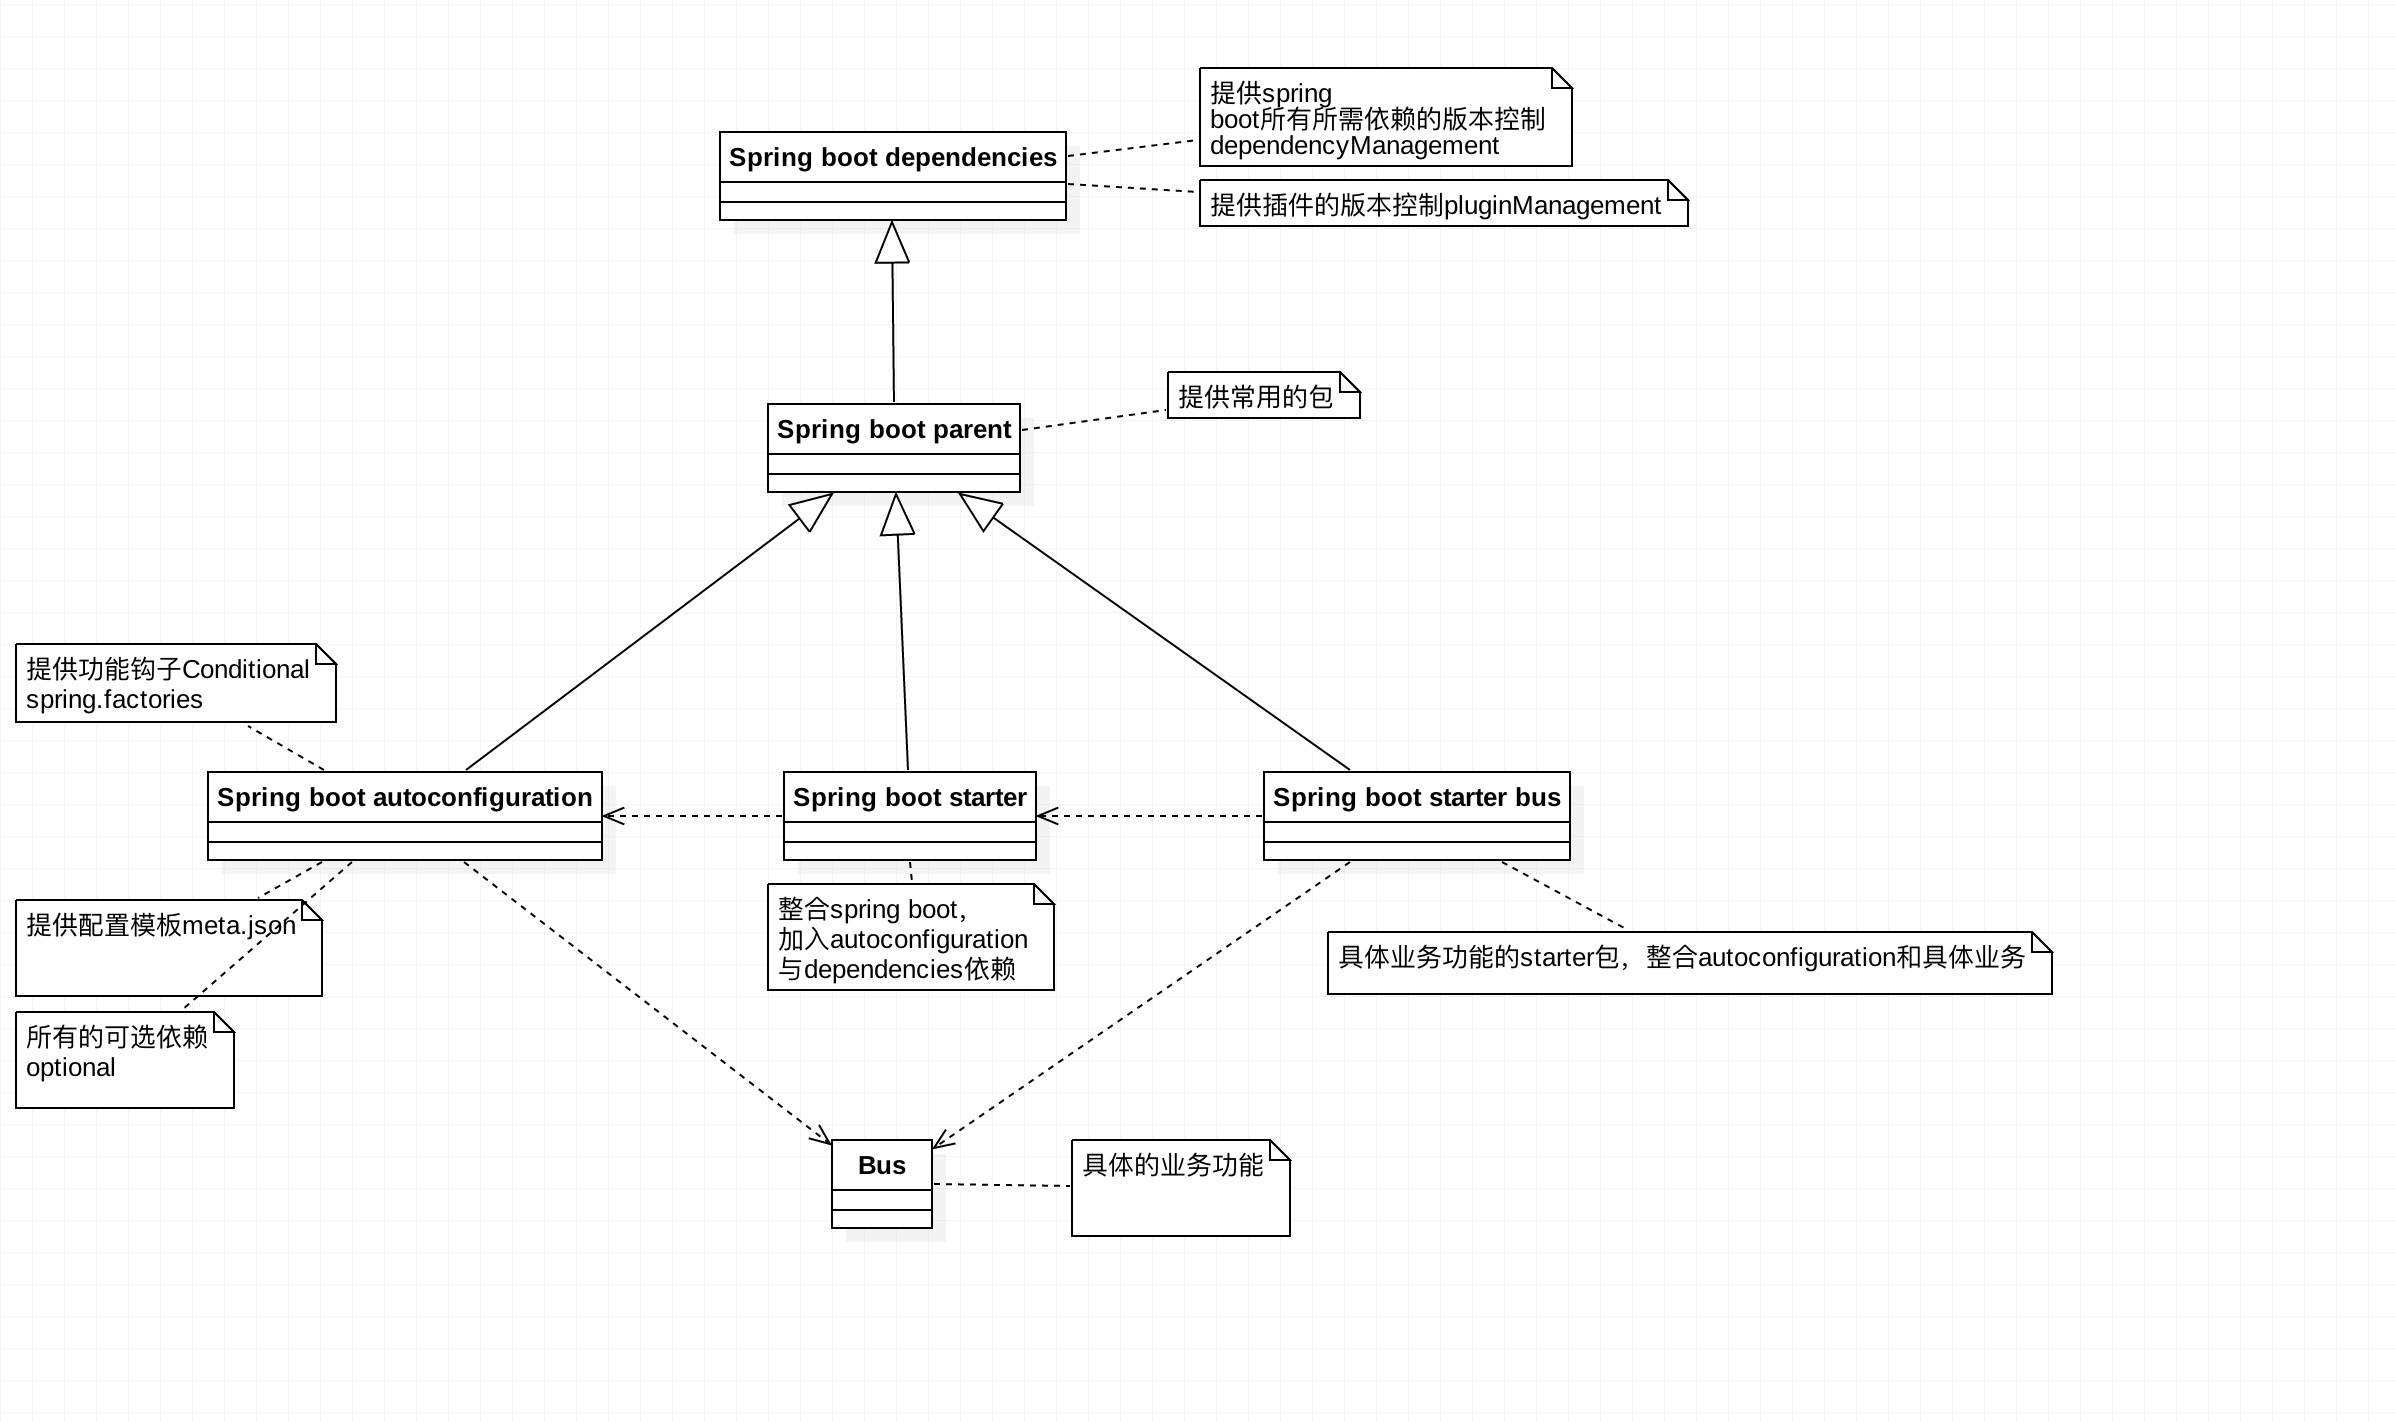 提供spring
boot所有所需依赖的版本控制
dependencyManagement
Spring boot dependencies
提供插件的版本控制pluginManagement
提供常用的包
Spring boot parent
提供功能钩子Conditional
spring.factories
Spring boot autoconfiguration
Spring boot starter
Spring boot starter bus
提供配置模板meta.json
整合spring boot，
加入autoconfiguration
与dependencies依赖
具体业务功能的starter包，整合autoconfiguration和具体业务
所有的可选依赖
optional
Bus
具体的业务功能